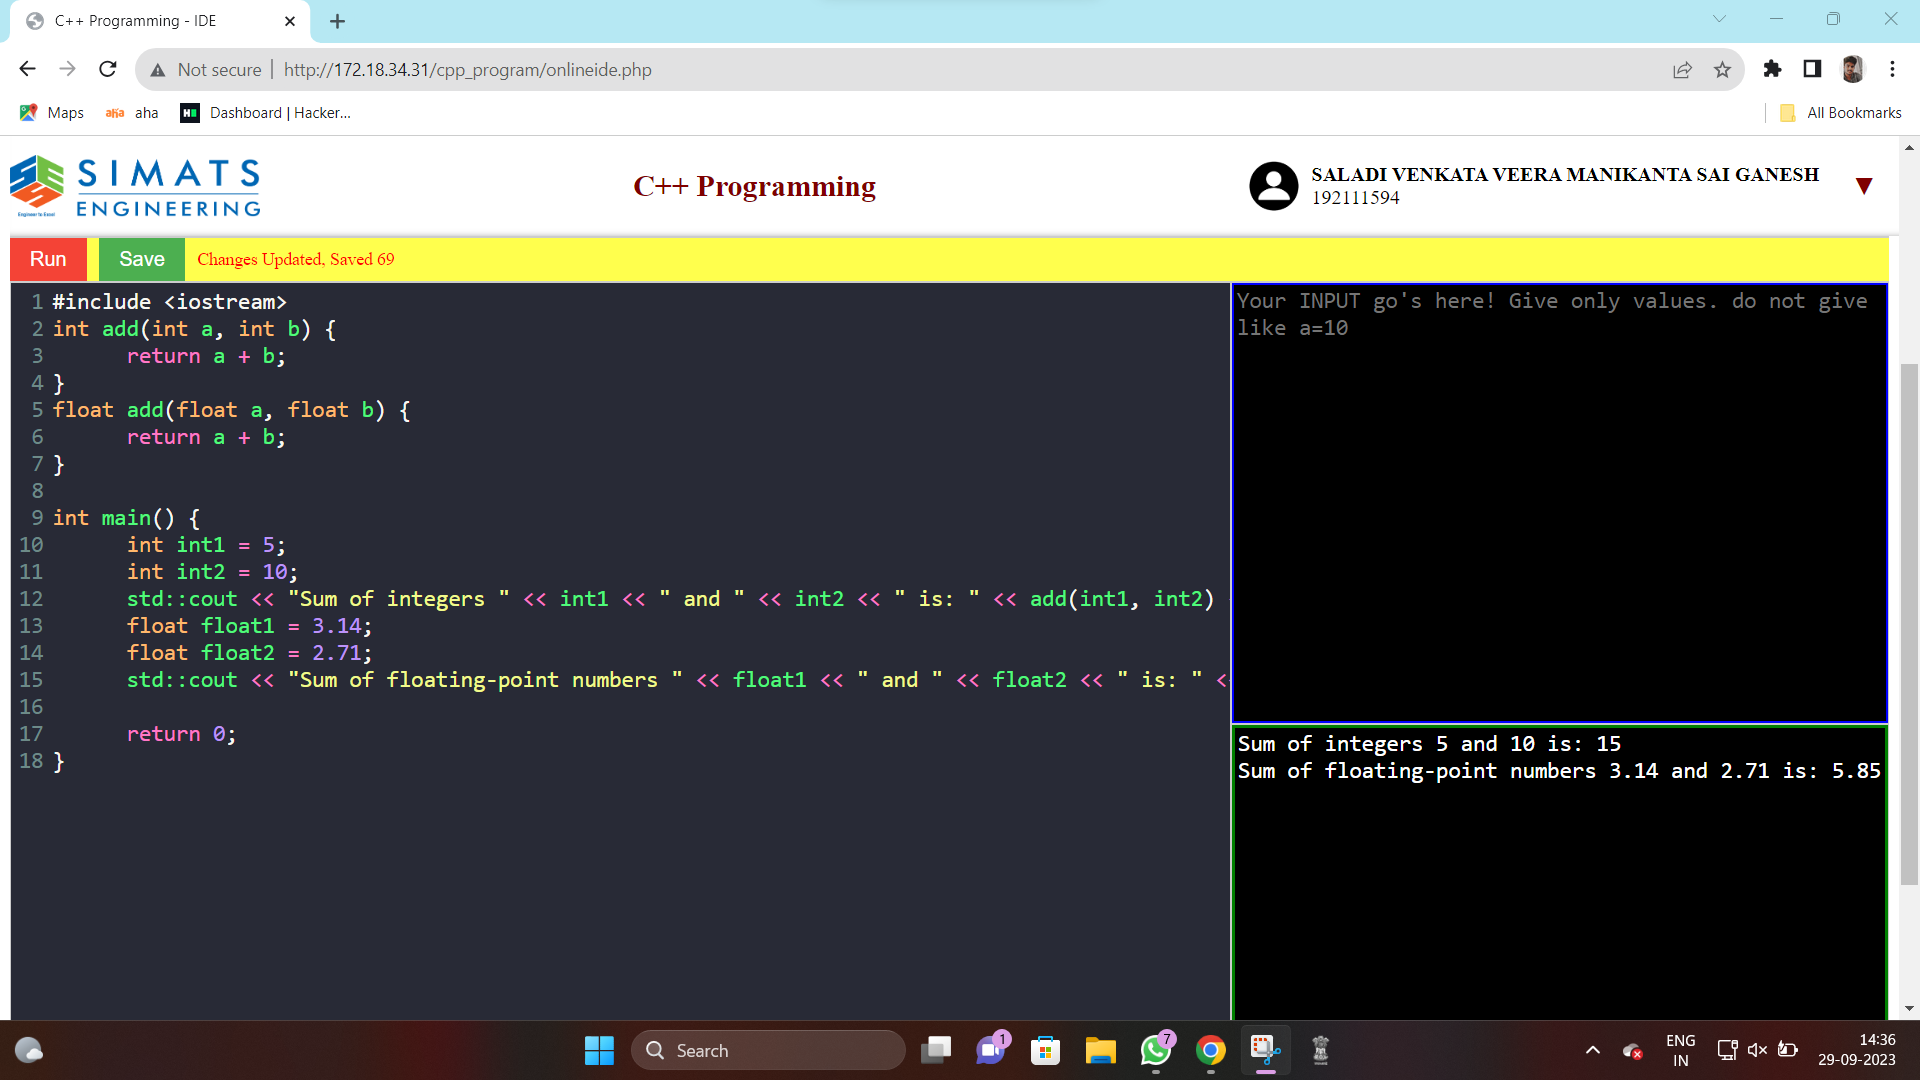 C++ Programming - IDE
Not secure | http://172.18.34.31/cpp_program/onlineide.php
Maps
aha aha
H Dashboard | Hacker...
All Bookmarks
SIMATS
ENGINEERING
Engineer to Excel
C++ Programming
SALADI VENKATA VEERA MANIKANTA SAI GANESH
192111594
Run Save Changes Updated, Saved 69
1 #include <iostream>
2 int add(int a, int b) {
3 return a + b;
4 }
5 float add(float a, float b) {
6 return a + b;
7 }
8
9 int main() {
10 int int1 = 5;
11 int int2 = 10;
12 std::cout << "Sum of integers " << int1 << " and " << int2 << " is: " << add(int1, int2)
13 float float1 = 3.14;
14 float float2 = 2.71;
15 std::cout << "Sum of floating-point numbers " << float1 << " and " << float2 << " is: " <
16
17 return 0;
18 }
Your INPUT go's here! Give only values. do not give
like a=10
Sum of integers 5 and 10 is: 15
Sum of floating-point numbers 3.14 and 2.71 is: 5.85
Search
1
7
ENG
IN
14:36
29-09-2023